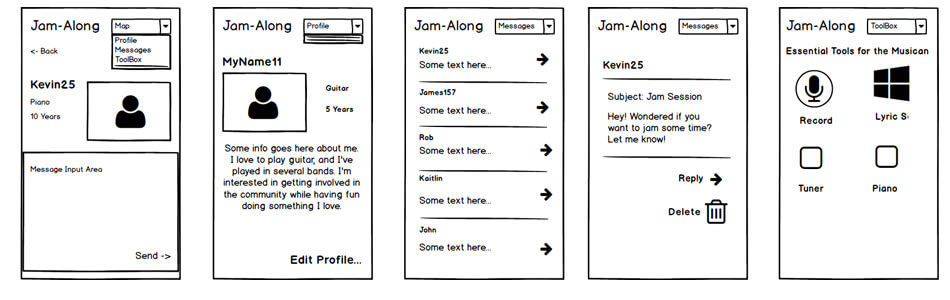 Jam-Along
Map
Profile
Messages
ToolBox
<- Back
Kevin25
Piano
10 Years
Message Input Area
Send ->
Jam-Along
Profile
MyName11
Guitar
5 Years
Some info goes here about me.
I love to play guitar, and I've
played in several bands. I'm
interested in getting involved in
the community while having fun
doing something I love.
Edit Profile...
Jam-Along
Messages
Kevin25
Some text here...
James157
Some text here...
Rob
Some text here...
Kaitlin
Some text here...
John
Some text here...
Jam-Along
Messages
Kevin25
Subject: Jam Session
Hey! Wondered if you
want to jam some time?
Let me know!
Reply
Delete
Jam-Along
ToolBox
Essential Tools for the Musican
Record
Lyric S
Tuner
Piano